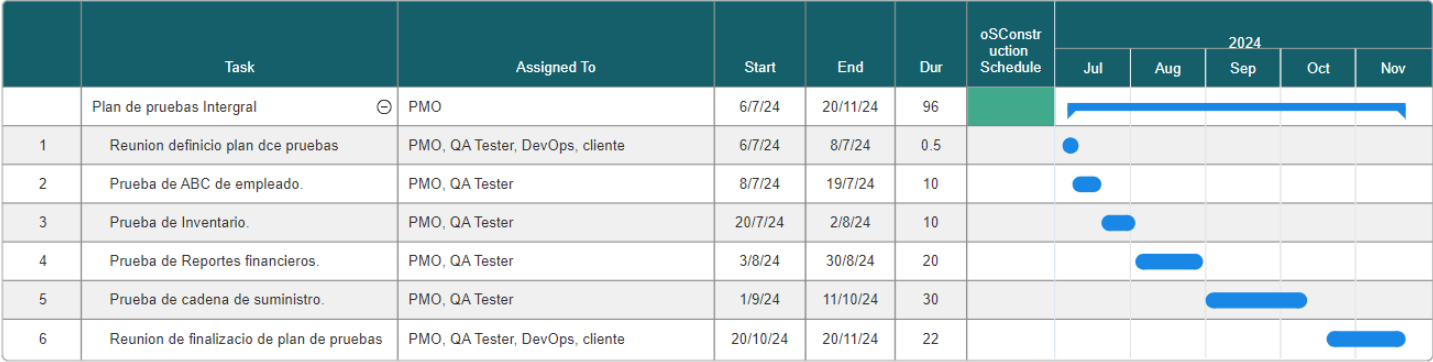 Task Assigned To Start End Dur oSConstr
uction
Schedule 2024
Jul Aug Sep Oct Nov
Plan de pruebas Intergral PMO 6/7/24 20/11/24 96
1 Reunion definicio plan dce pruebas PMO, QA Tester, DevOps, cliente 6/7/24 8/7/24 0.5
2 Prueba de ABC de empleado. PMO, QA Tester 8/7/24 19/7/24 10
3 Prueba de Inventario. PMO, QA Tester 20/7/24 2/8/24 10
4 Prueba de Reportes financieros. PMO, QA Tester 3/8/24 30/8/24 20
5 Prueba de cadena de suministro. PMO, QA Tester 1/9/24 11/10/24 30
6 Reunion de finalizacio de plan de pruebas PMO, QA Tester, DevOps, cliente 20/10/24 20/11/24 22